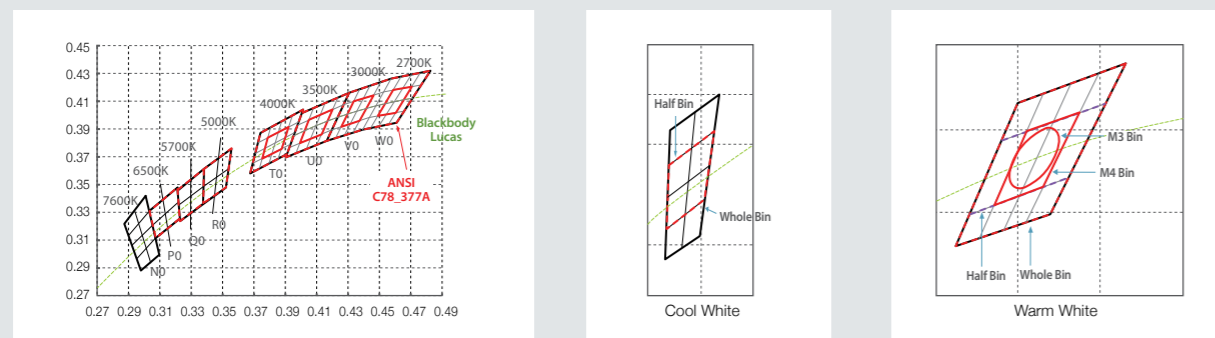 0.45
0.43
0.41
0.39
0.37
0.35
0.33
0.31
0.29
0.27
0.27 0.29 0.31 0.33 0.35 0.37 0.39 0.41 0.43 0.45 0.47 0.49
7600K
6500K
5700K
5000K
4000K
3500K
3000K
2700K
N0
P0
Q0
R0
T0
U0
V0
W0
Blackbody
Lucas
ANSI
C78_377A
Half Bin
Whole Bin
Cool White
M3 Bin
M4 Bin
Half Bin
Whole Bin
Warm White